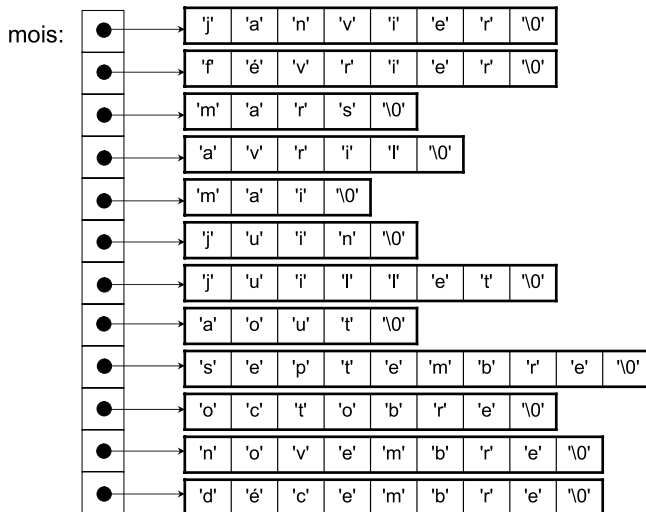 mois: 'j' 'a' 'n' 'v' 'i' 'e' 'r' '\0'
'f' 'é' 'v' 'r' 'i' 'e' 'r' '\0'
'm' 'a' 'r' 's' '\0'
'a' 'v' 'r' 'i' 'l' '\0'
'm' 'a' 'i' '\0'
'j' 'u' 'i' 'n' '\0'
'j' 'u' 'i' 'l' 'l' 'e' 't' '\0'
'a' 'o' 'u' 't' '\0'
's' 'e' 'p' 't' 'e' 'm' 'b' 'r' 'e' '\0'
'o' 'c' 't' 'o' 'b' 'r' 'e' '\0'
'n' 'o' 'v' 'e' 'm' 'b' 'r' 'e' '\0'
'd' 'é' 'c' 'e' 'm' 'b' 'r' 'e' '\0'